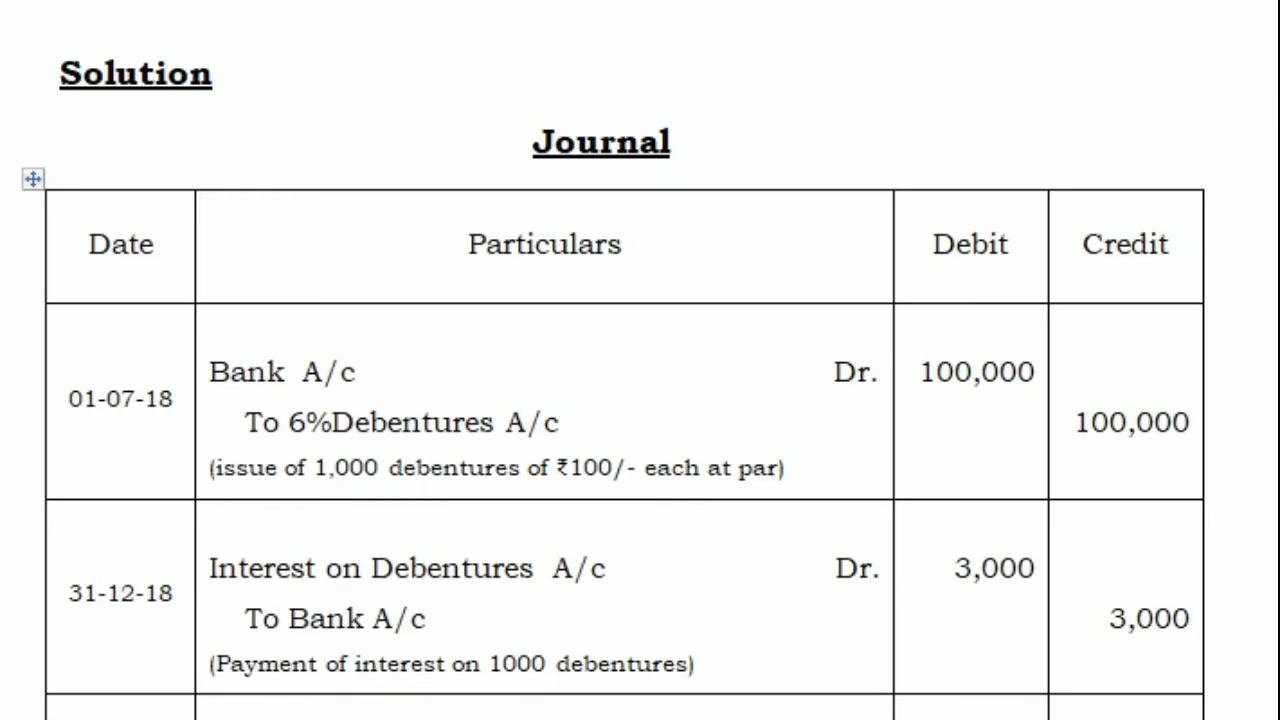 Solution
Journal
Date Particulars Debit Credit
01-07-18 Bank A/c Dr. 100,000
To 6%Debentures A/c 100,000
(issue of 1,000 debentures of ₹100/- each at par)
31-12-18 Interest on Debentures A/c Dr. 3,000
To Bank A/c 3,000
(Payment of interest on 1000 debentures)